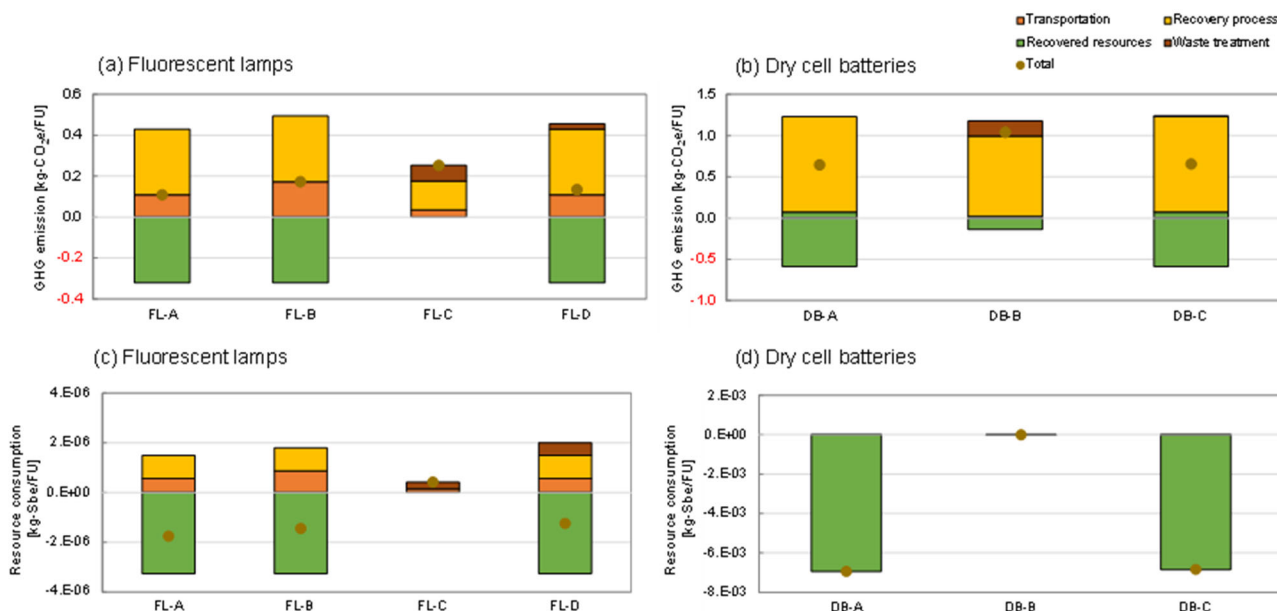 Transportation
Recovery process
Recovered resources
Waste treatment
Total
(a) Fluorescent lamps
GHG emission [kg-CO₂e/FU]
0.6
0.4
0.2
0.0
-0.2
-0.4
FL-A
FL-B
FL-C
FL-D
(b) Dry cell batteries
GHG emission [kg-CO₂e/FU]
1.5
1.0
0.5
0.0
-0.5
-1.0
DB-A
DB-B
DB-C
(c) Fluorescent lamps
Resource consumption
[kg-Sbe/FU]
4.E-06
2.E-06
0.E+00
-2.E-06
-4.E-06
FL-A
FL-B
FL-C
FL-D
(d) Dry cell batteries
Resource consumption
[kg-Sbe/FU]
2.E-03
0.E+00
-2.E-03
-4.E-03
-6.E-03
-8.E-03
DB-A
DB-B
DB-C